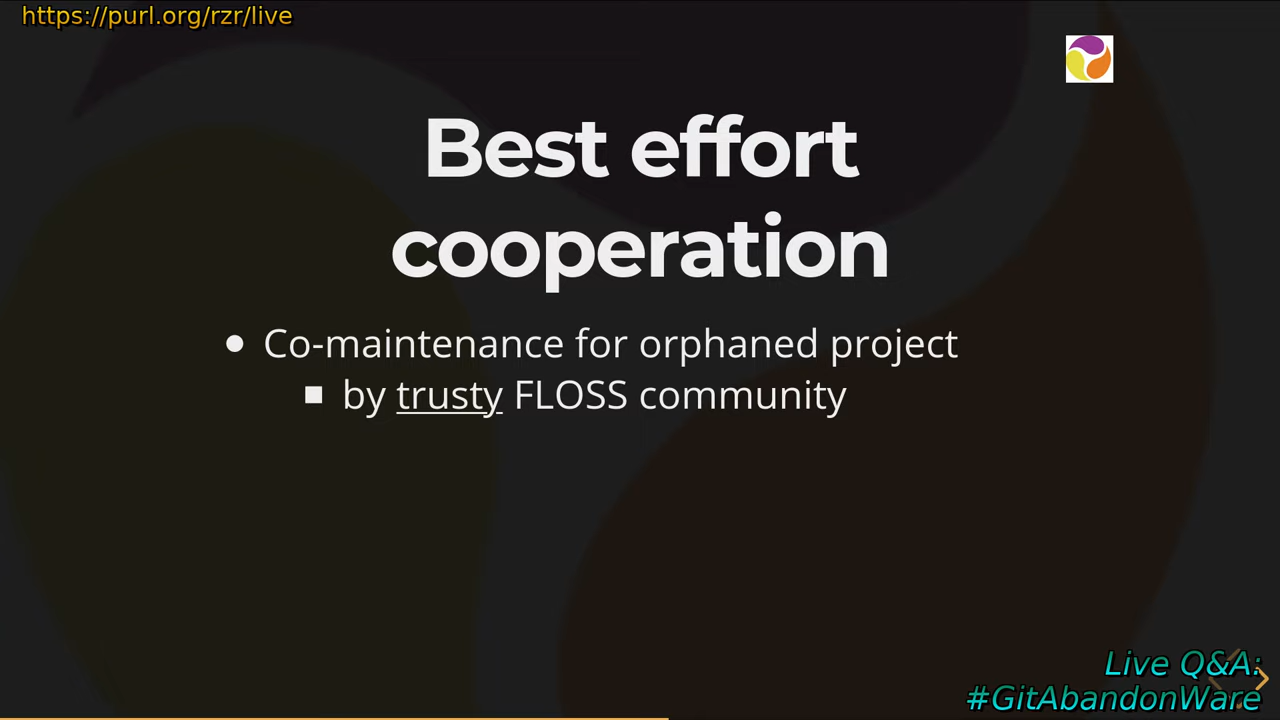 https://purl.org/rzr/live
Best effort
cooperation
Co-maintenance for orphaned project
by trusty FLOSS community
Live Q&A:
#GitAbandonWare